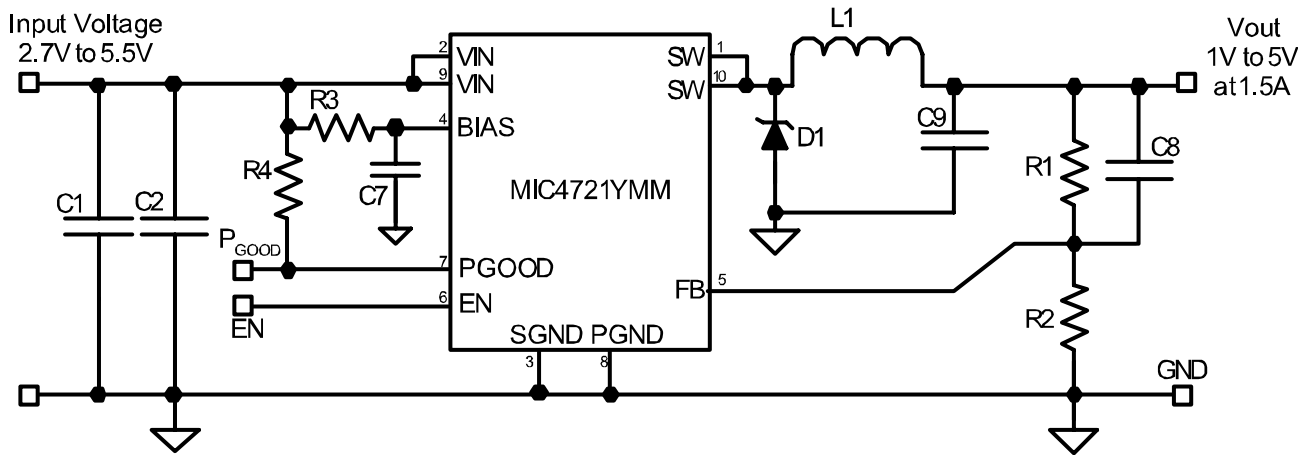 Input Voltage
2.7V to 5.5V
L1
Vout
1V to 5V
at 1.5A
2
VIN
9
VIN
SW
1
SW
10
R3
4
BIAS
C9
D1
R4
C7
MIC4721YMM
R1
C8
C1
C2
PGOOD
7
PGOOD
6
EN
EN
FB
5
R2
SGND
PGND
3
8
GND